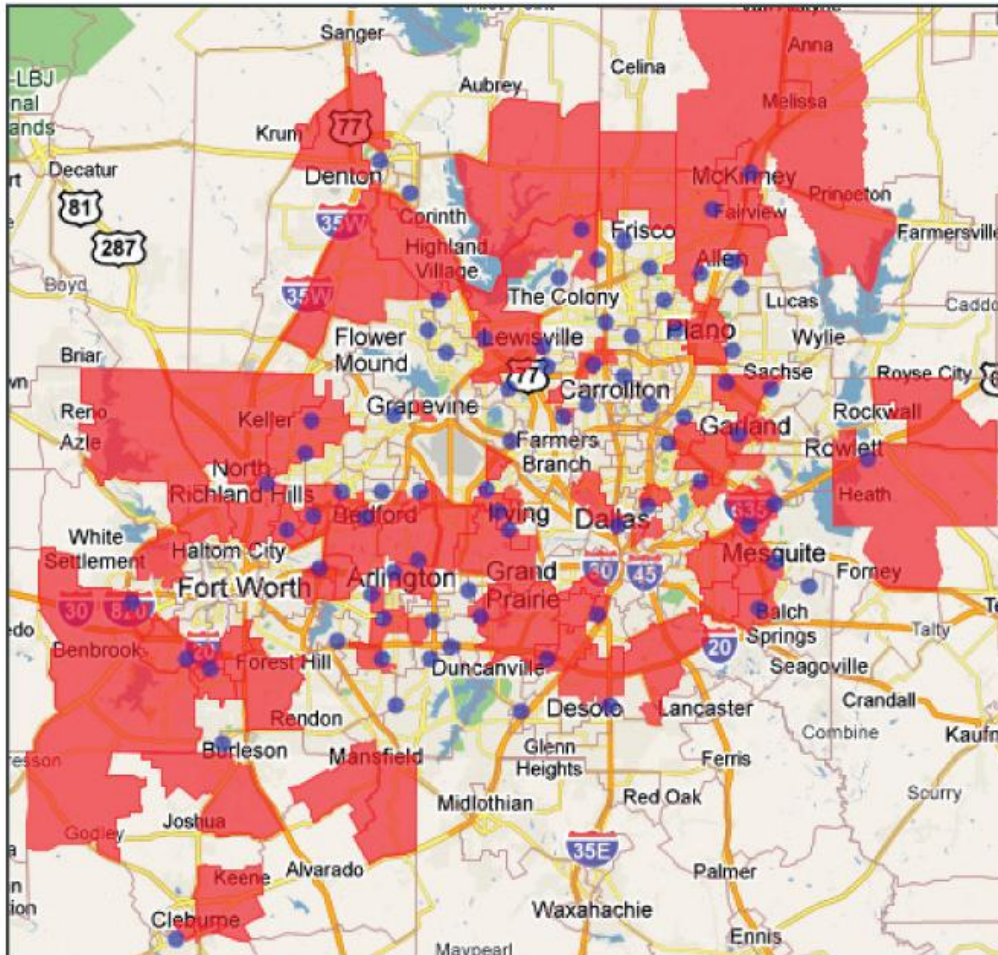 Sanger
Anna
-LBJ
nal
ands
Celina
Aubrey
Melissa
Krum
77
Decatur
Denton
McKinney
81
Princeton
Corinth
Fairview
35W
Frisco
Farmersville
287
Highland
Village
Allen
Boyd
35W
The Colony
Lucas
Caddo
Flower
Mound
Lewisville
Plano
Wylie
Briar
77
Sachse
Royse City
Carrollton
Reno
Keller
Grapevine
Rockwall
Azle
Garland
Farmers
Branch
Rowlett
North
Richland Hills
Heath
Bedford
Irving
Dallas
635
White
Settlement
Haltom City
Mesquite
Fort Worth
Arlington
Grand
Prairie
30
45
Forney
30
820
Balch
Springs
Talty
Benbrook
20
Forest Hill
Duncanville
20
Seagoville
Crandall
Rendon
Desoto
Lancaster
Combine
Kaufm
Burleson
Mansfield
Glenn
Heights
Ferris
Red Oak
Scurry
Midlothian
Godley
Joshua
35E
Alvarado
Palmer
Keene
Cleburne
Waxahachie
Ennis
Maypearl